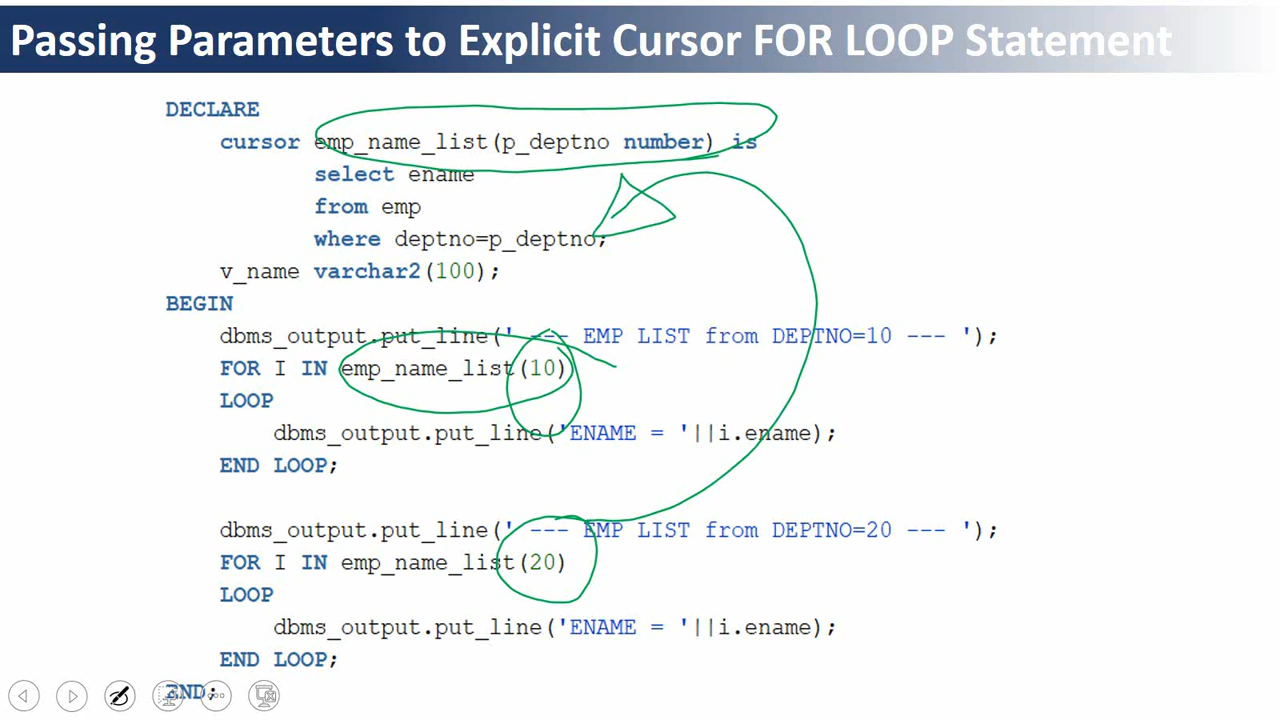 Passing Parameters to Explicit Cursor FOR LOOP Statement
DECLARE
cursor emp_name_list(p_deptno number) is
select ename
from emp
where deptno=p_deptno;
v_name varchar2(100);
BEGIN
dbms_output.put_line(' --- EMP LIST from DEPTNO=10 --- ');
FOR I IN emp_name_list(10)
LOOP
dbms_output.put_line('ENAME = '||i.ename);
END LOOP;
dbms_output.put_line(' --- EMP LIST from DEPTNO=20 --- ');
FOR I IN emp_name_list(20)
LOOP
dbms_output.put_line('ENAME = '||i.ename);
END LOOP;
END;